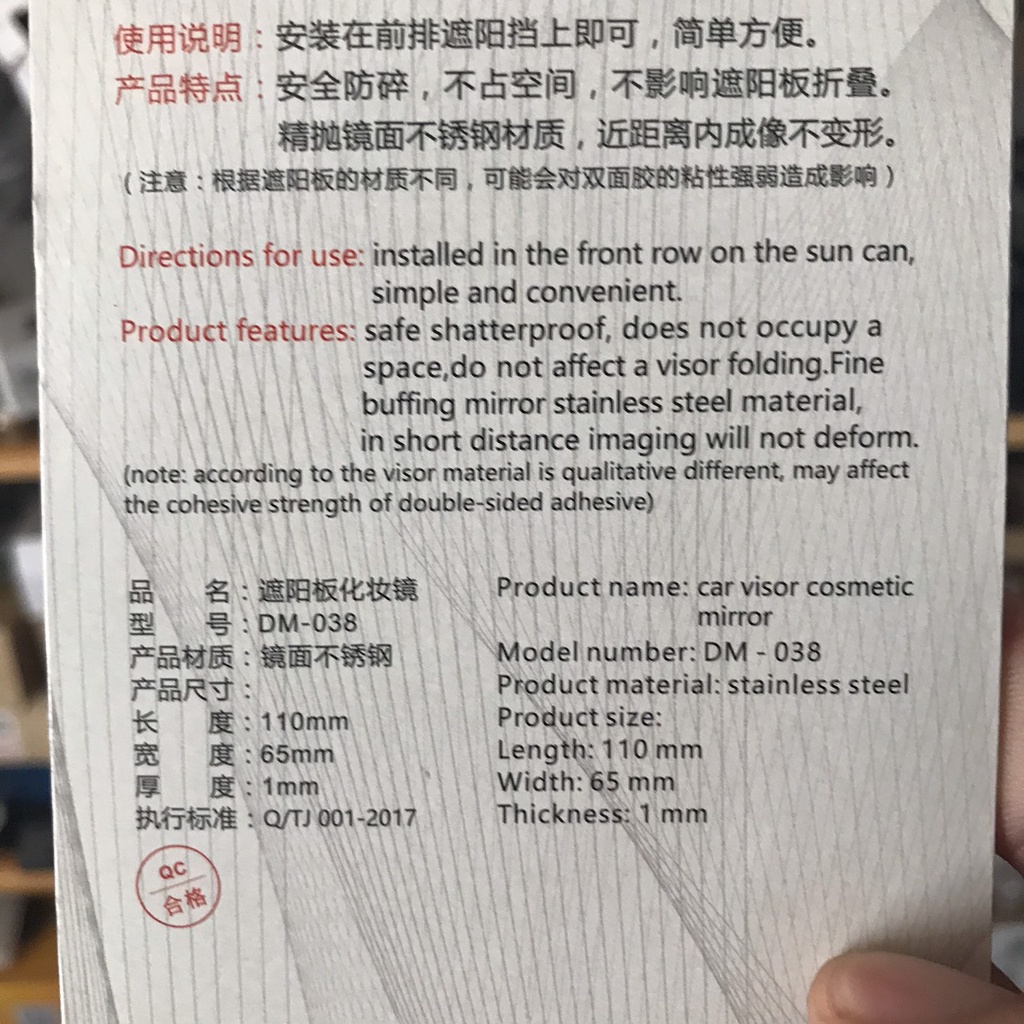 使用说明：安装在前排遮阳挡上即可，简单方便。
产品特点：安全防碎，不占空间，不影响遮阳板折叠。
精抛镜面不锈钢材质，近距离内成像不变形。
（注意：根据遮阳板的材质不同，可能会对双面胶的粘性强弱造成影响）
Directions for use: installed in the front row on the sun can,
simple and convenient.
Product features: safe shatterproof, does not occupy a
space,do not affect a visor folding.Fine
buffing mirror stainless steel material,
in short distance imaging will not deform.
(note: according to the visor material is qualitative different, may affect
the cohesive strength of double-sided adhesive)
品 名：遮阳板化妆镜
型 号：DM-038
产品材质：镜面不锈钢
产品尺寸：
长 度：110mm
宽 度：65mm
厚 度：1mm
执行标准：Q/TJ 001-2017
QC
合格
Product name: car visor cosmetic
mirror
Model number: DM - 038
Product material: stainless steel
Product size:
Length: 110 mm
Width: 65 mm
Thickness: 1 mm